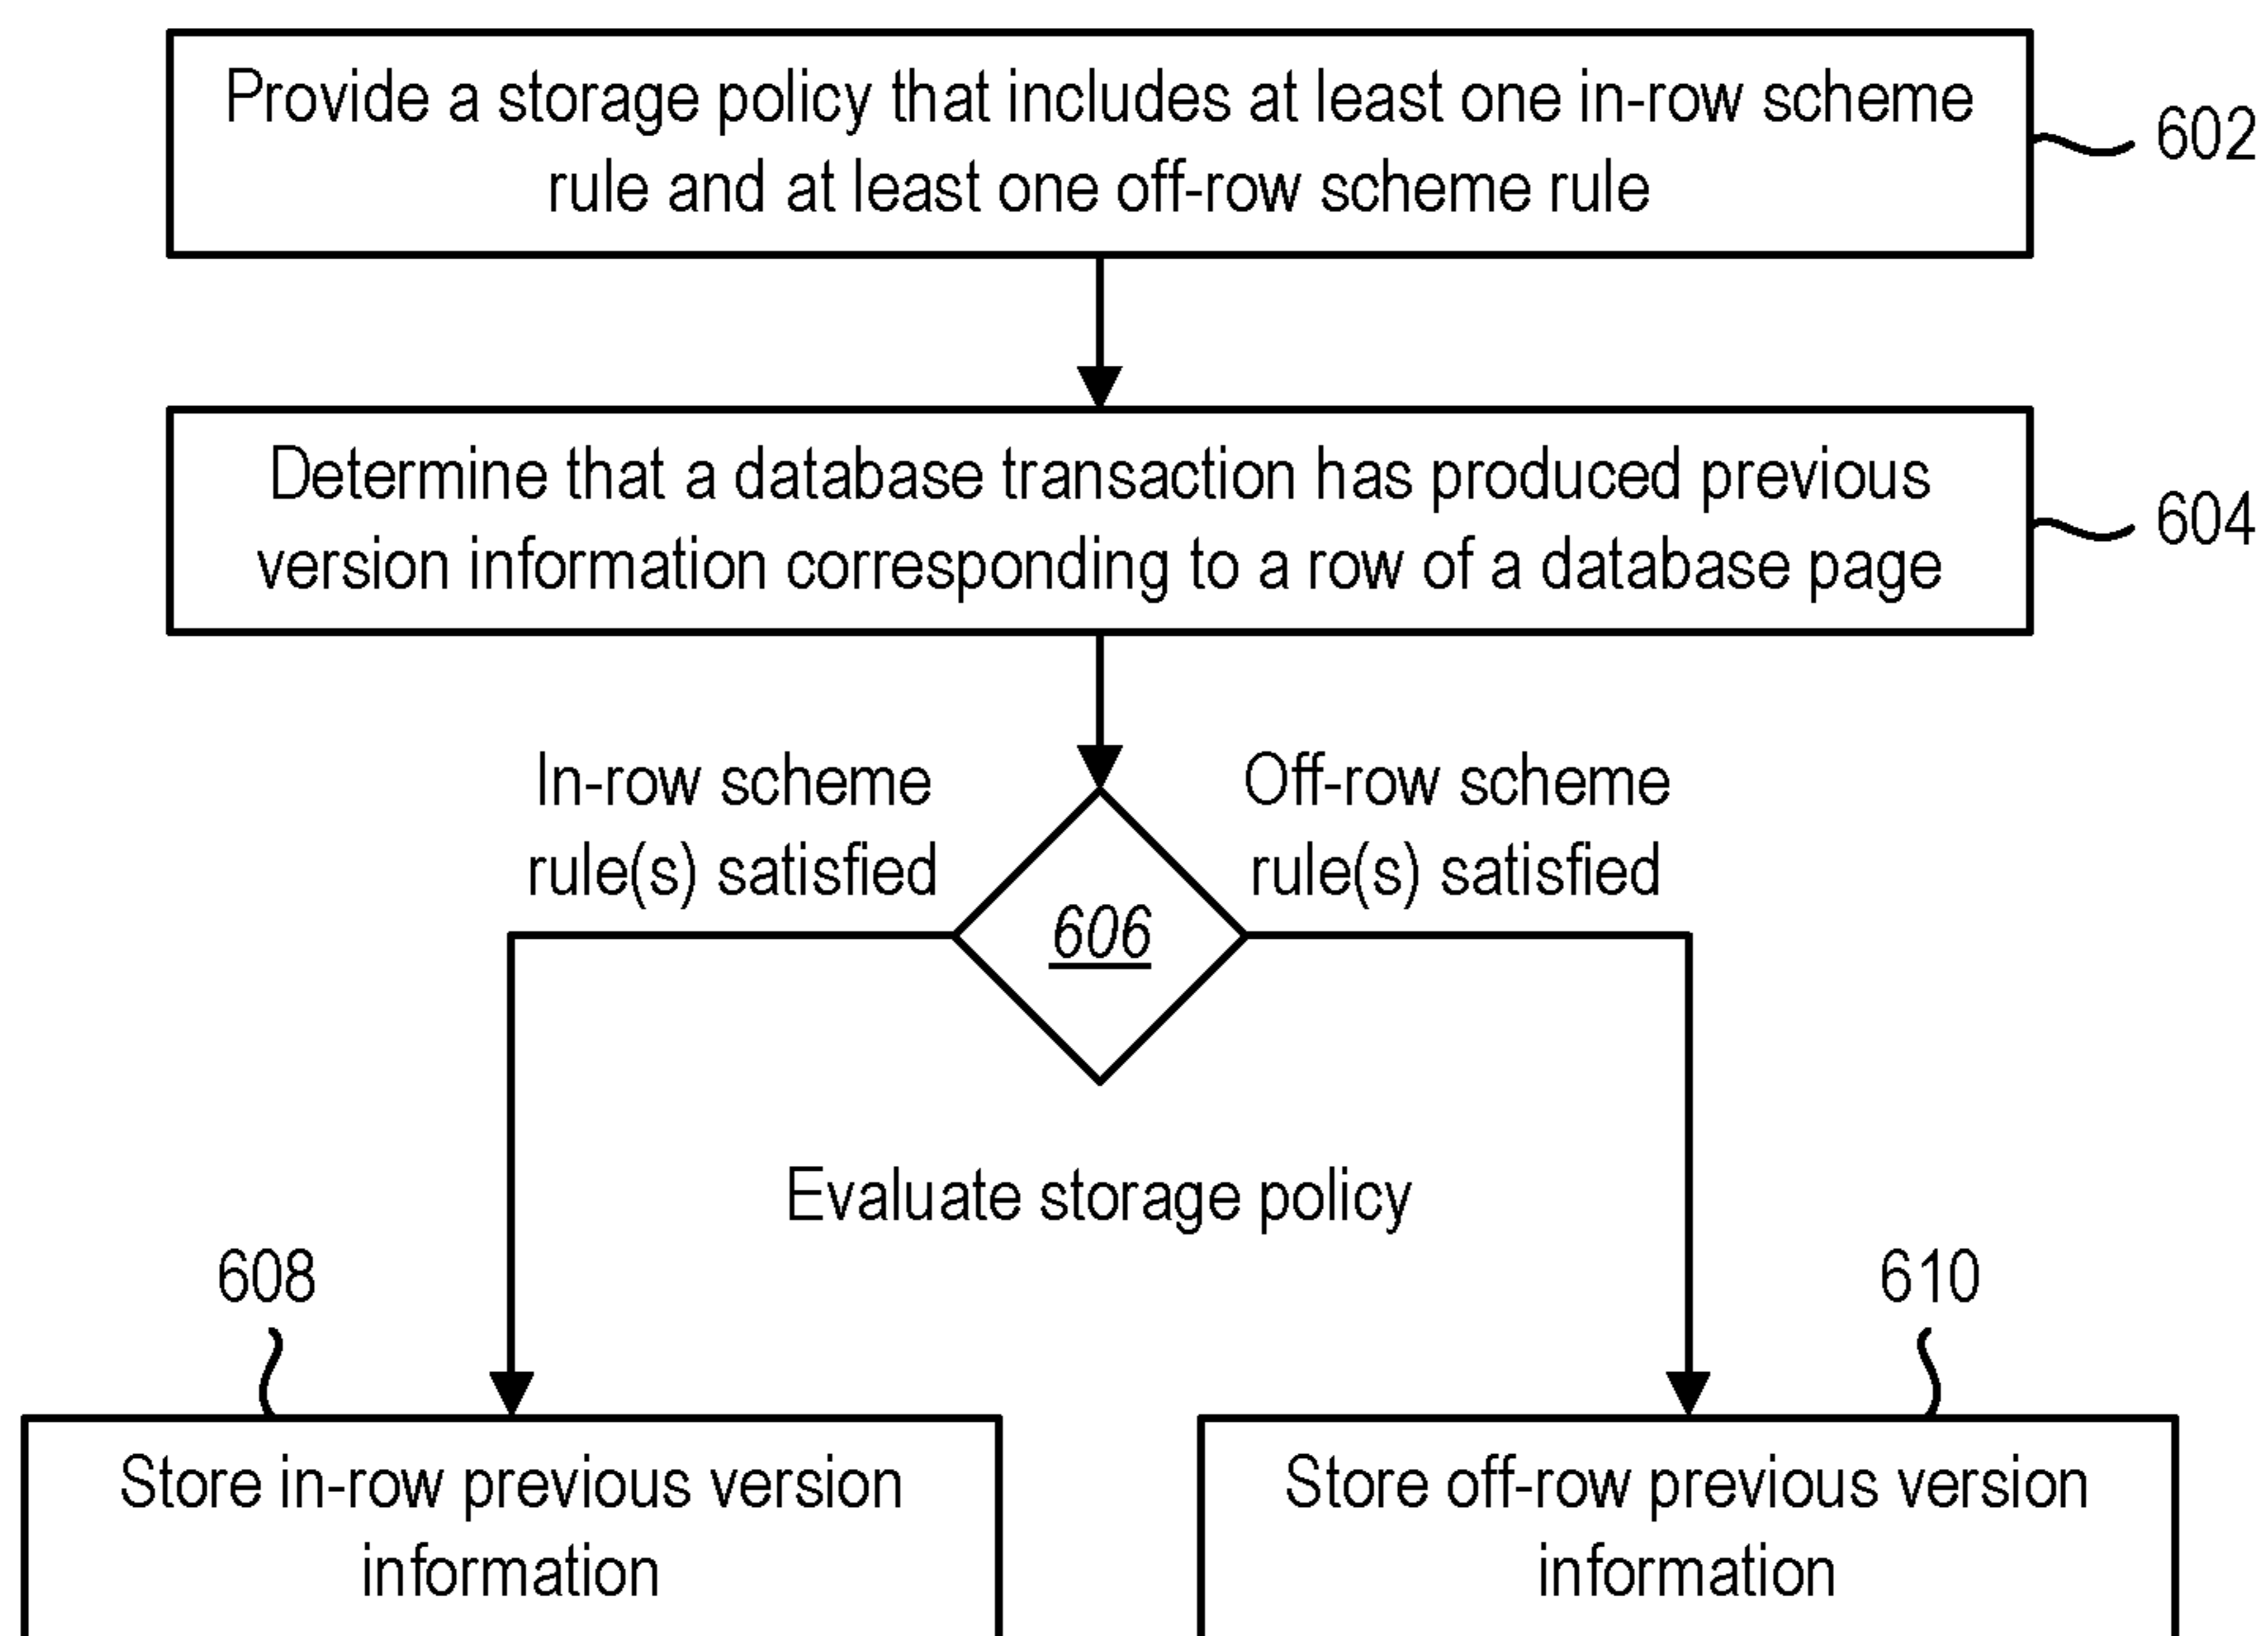 Provide a storage policy that includes at least one in-row scheme
rule and at least one off-row scheme rule
602
Determine that a database transaction has produced previous
version information corresponding to a row of a database page
604
In-row scheme
rule(s) satisfied
Off-row scheme
rule(s) satisfied
606
Evaluate storage policy
608
610
Store in-row previous version
information
Store off-row previous version
information